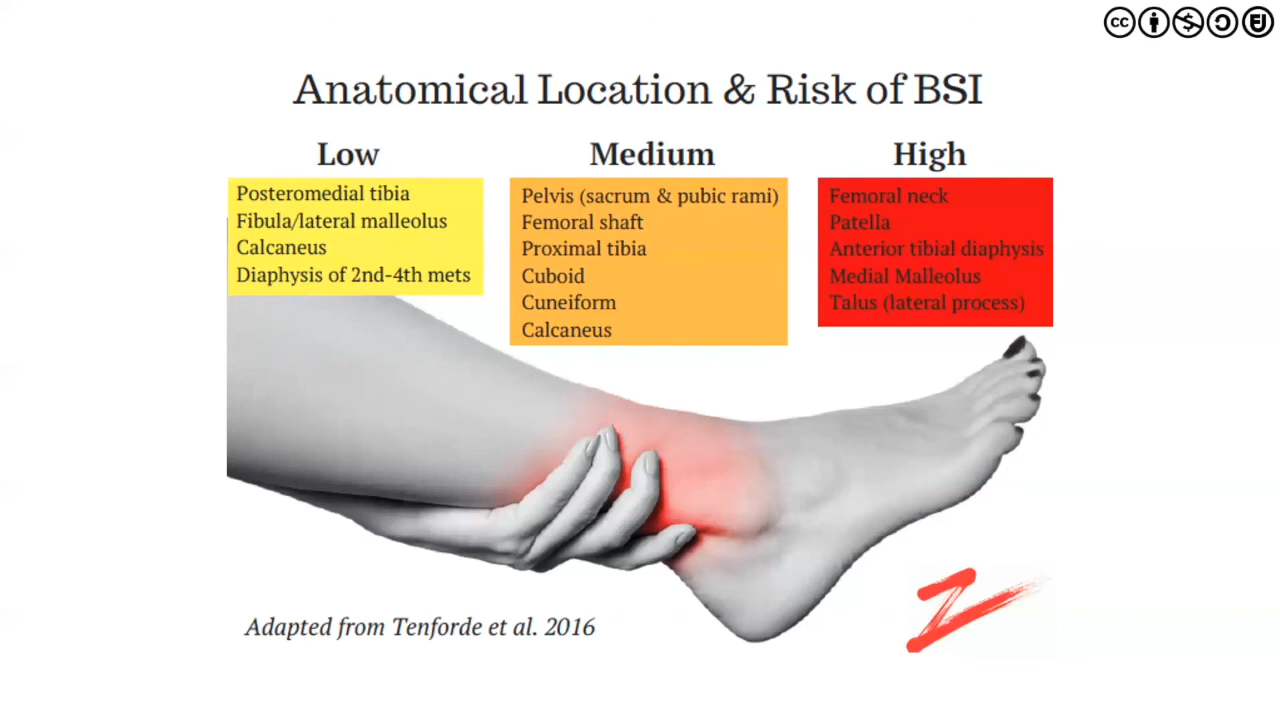 Anatomical Location & Risk of BSI
Low
Posteromedial tibia
Fibula/lateral malleolus
Calcaneus
Diaphysis of 2nd-4th mets
Medium
Pelvis (sacrum & pubic rami)
Femoral shaft
Proximal tibia
Cuboid
Cuneiform
Calcaneus
High
Femoral neck
Patella
Anterior tibial diaphysis
Medial Malleolus
Talus (lateral process)
Adapted from Tenforde et al. 2016